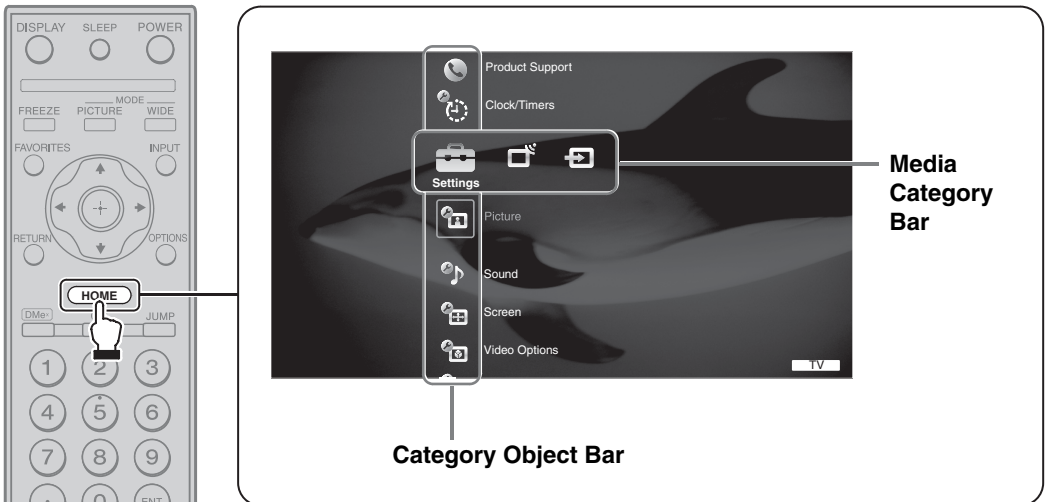 DISPLAY SLEEP POWER
MODE
FREEZE PICTURE WIDE
FAVORITES INPUT
RETURN OPTIONS
HOME
DMex JUMP
1 2 3
4 5 6
7 8 9
0 ENT
Product Support
Clock/Timers
Settings
Picture
Sound
Screen
Video Options
TV
Media
Category
Bar
Category Object Bar